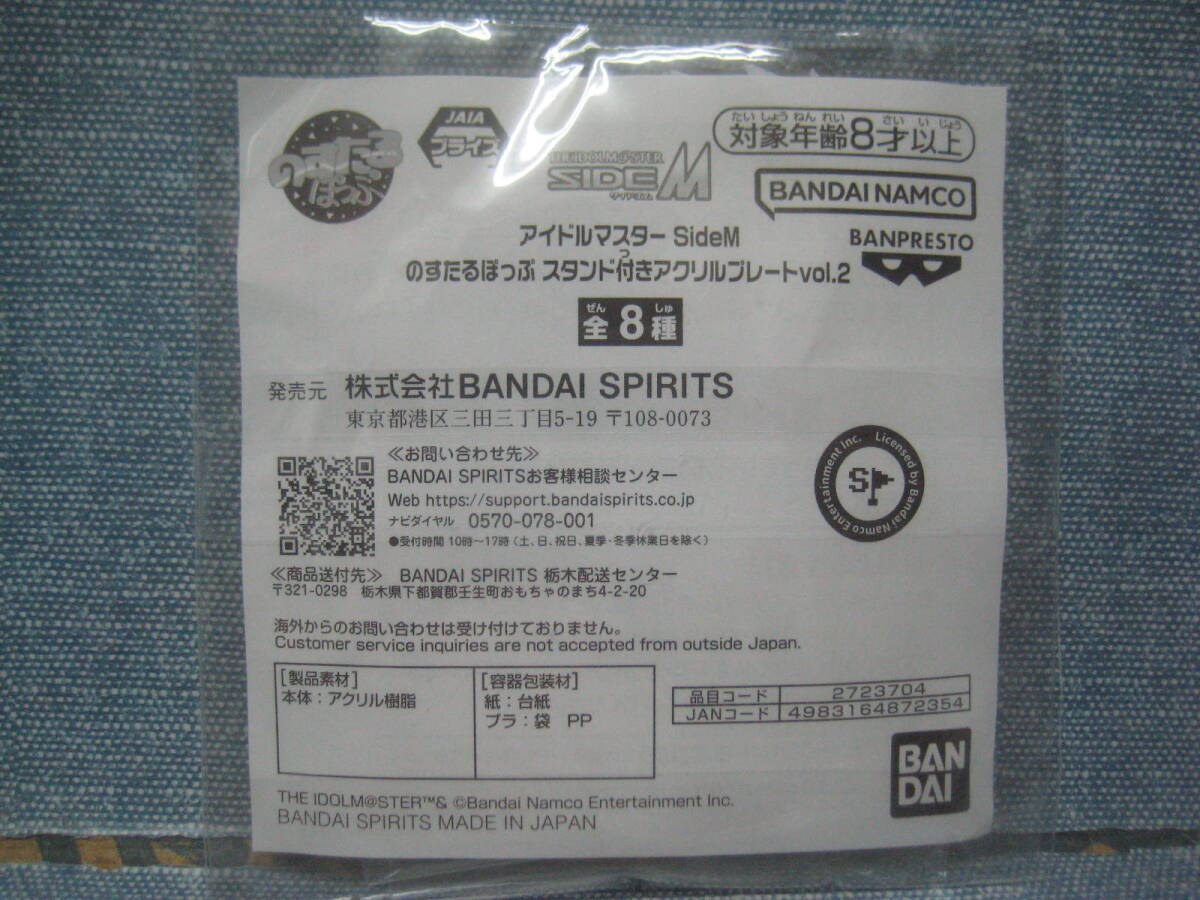 のすたる
ぽっぷ
JAIA
プライズ
THE IDOLM@STER
SIDEM
サイドエム
たいしょうねんれい さいいじょう
対象年齢8才以上
BANDAI NAMCO
BANPRESTO
アイドルマスター SideM
つ
のすたるぽっぷ スタンド付きアクリルプレートvol.2
ぜん しゅ
全8種
発売元 株式会社BANDAI SPIRITS
東京都港区三田三丁目5-19 〒108-0073
≪お問い合わせ先≫
BANDAI SPIRITSお客様相談センター
Web https://support.bandaispirits.co.jp
ナビダイヤル 0570-078-001
●受付時間 10時〜17時(土、日、祝日、夏季・冬季休業日を除く)
Licensed by Bandai Namco Entertainment Inc.
S
≪商品送付先≫ BANDAI SPIRITS 栃木配送センター
〒321-0298 栃木県下都賀郡壬生町おもちゃのまち4-2-20
海外からのお問い合わせは受け付けておりません。
Customer service inquiries are not accepted from outside Japan.
[製品素材]
本体:アクリル樹脂
[容器包装材]
紙:台紙
プラ:袋 PP
品目コード 2723704
JANコード 4983164872354
BAN
DAI
THE IDOLM@STER™& ©Bandai Namco Entertainment Inc.
BANDAI SPIRITS MADE IN JAPAN